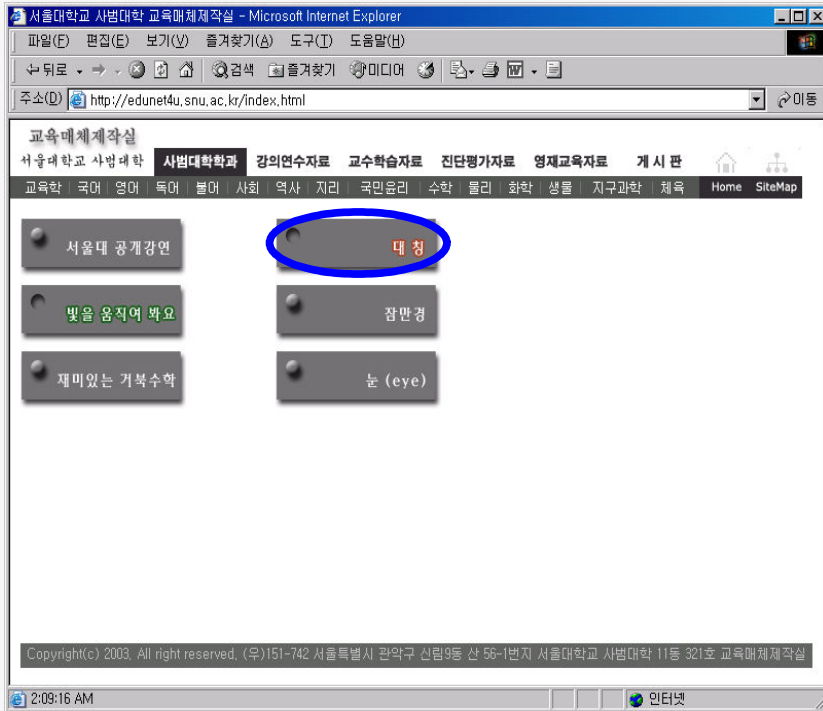 서울대학교 사범대학 교육매체제작실 - Microsoft Internet Explorer
파일(F) 편집(E) 보기(V) 즐겨찾기(A) 도구(T) 도움말(H)
뒤로 검색 즐겨찾기 미디어
주소(D) http://edunet4u.snu.ac.kr/index.html 이동
교육매체제작실
서울대학교 사범대학 사범대학학과 강의연수자료 교수학습자료 진단평가자료 영재교육자료 게시판
교육학 국어 영어 독어 불어 사회 역사 지리 국민윤리 수학 물리 화학 생물 지구과학 체육 Home SiteMap
서울대 공개강연 대칭
빛을 움직여 봐요 잠만경
재미있는 거북수학 눈 (eye)
Copyright(c) 2003, All right reserved, (우)151-742 서울특별시 관악구 신림9동 산 56-1번지 서울대학교 사범대학 11동 321호 교육매체제작실
2:09:16 AM 인터넷